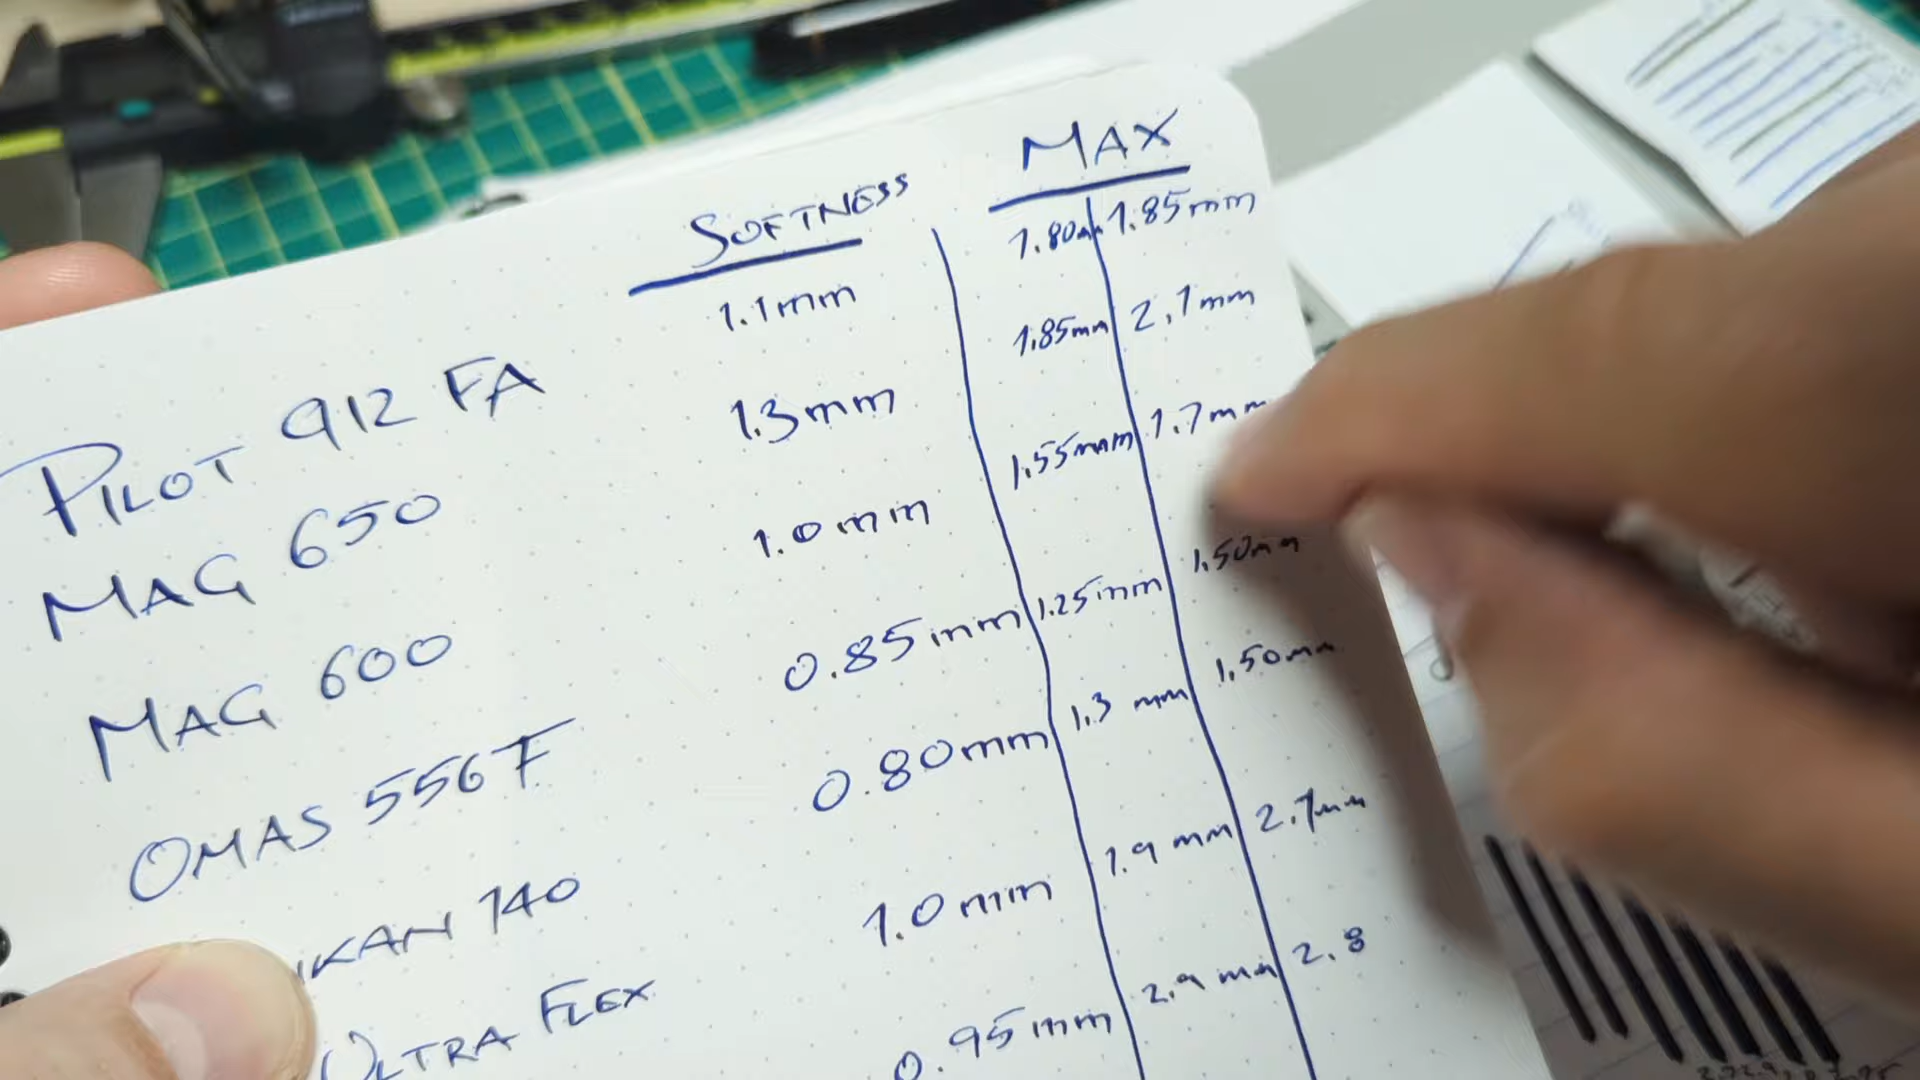 SOFTNESS MAX
PILOT 912 FA 1.1mm 1.80mm 1.85mm
MAG 650 1.3mm 1.85mm 2.1mm
MAG 600 1.0mm 1.55mm 1.7mm
OMAS 556F 0.85mm 1.25mm 1.50mm
IKAN 140 0.80mm 1.3 mm 1.50mm
ULTRA FLEX 1.0mm 1.9 mm 2.7mm
0.95mm 2.9 mm 2.8